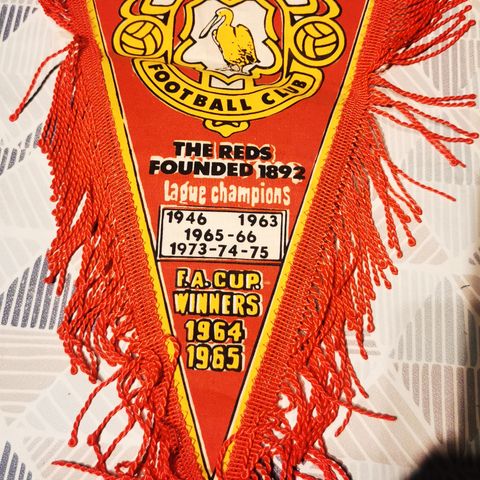 FOOTBALL CLUB
THE REDS
FOUNDED 1892
Lague champions
1946 1963
1965-66
1973-74-75
F.A. CUP.
WINNERS
1964
1965